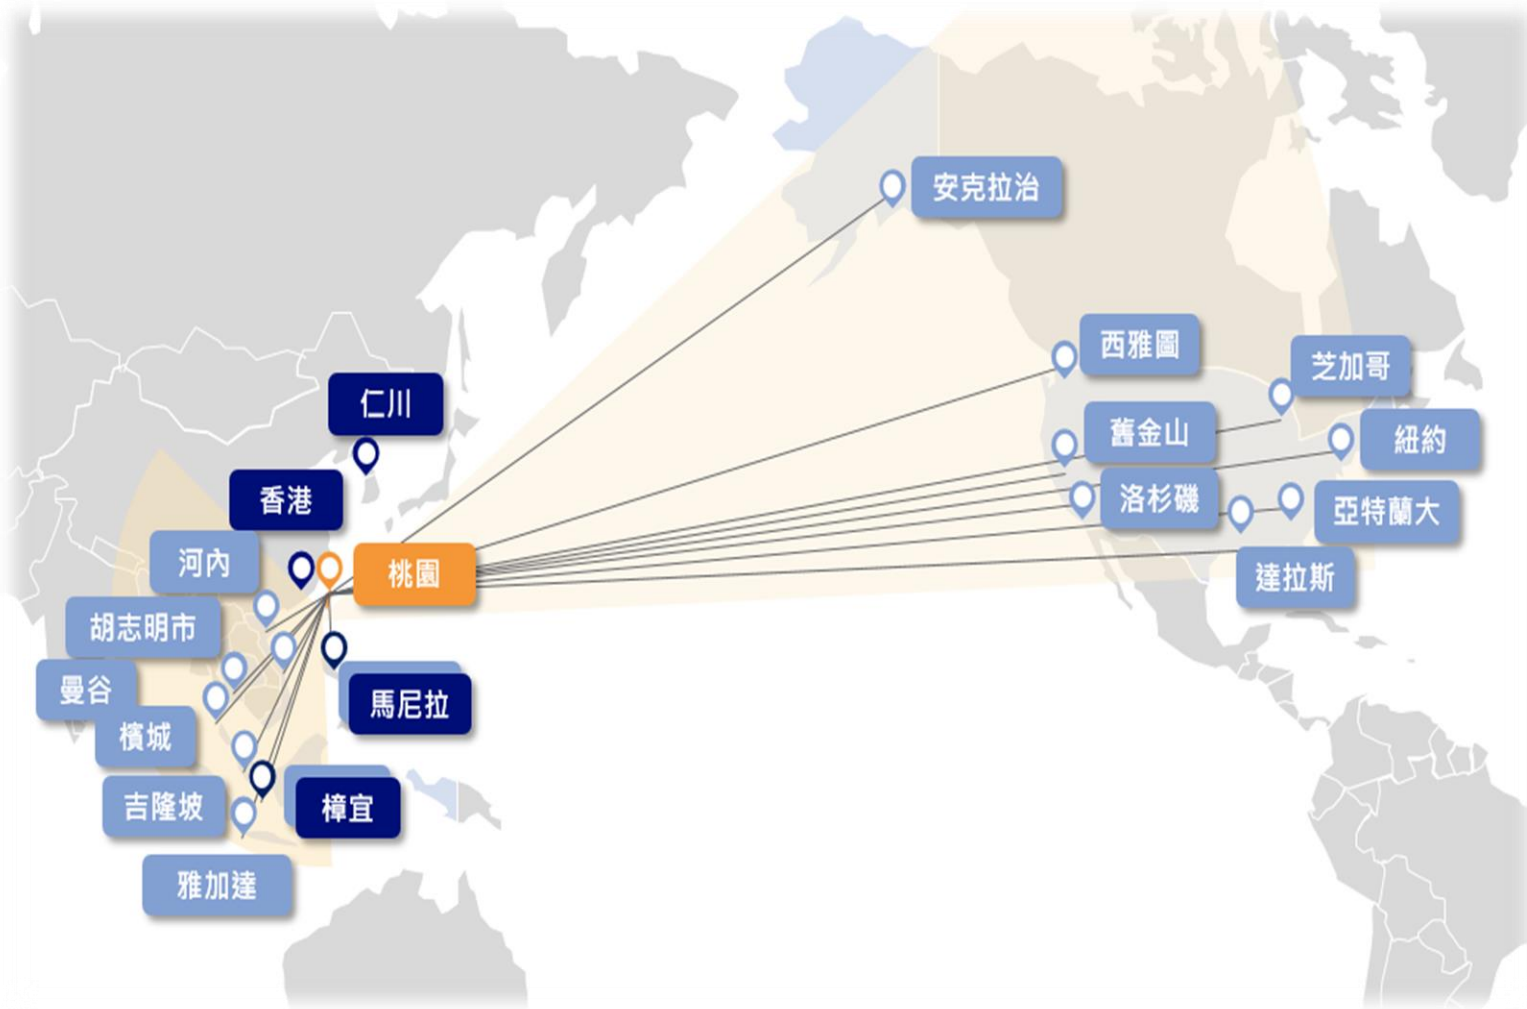 安克拉治
西雅圖
芝加哥
仁川
舊金山
紐約
香港
洛杉磯
亞特蘭大
河內
桃園
達拉斯
胡志明市
曼谷
馬尼拉
檳城
吉隆坡
樟宜
雅加達